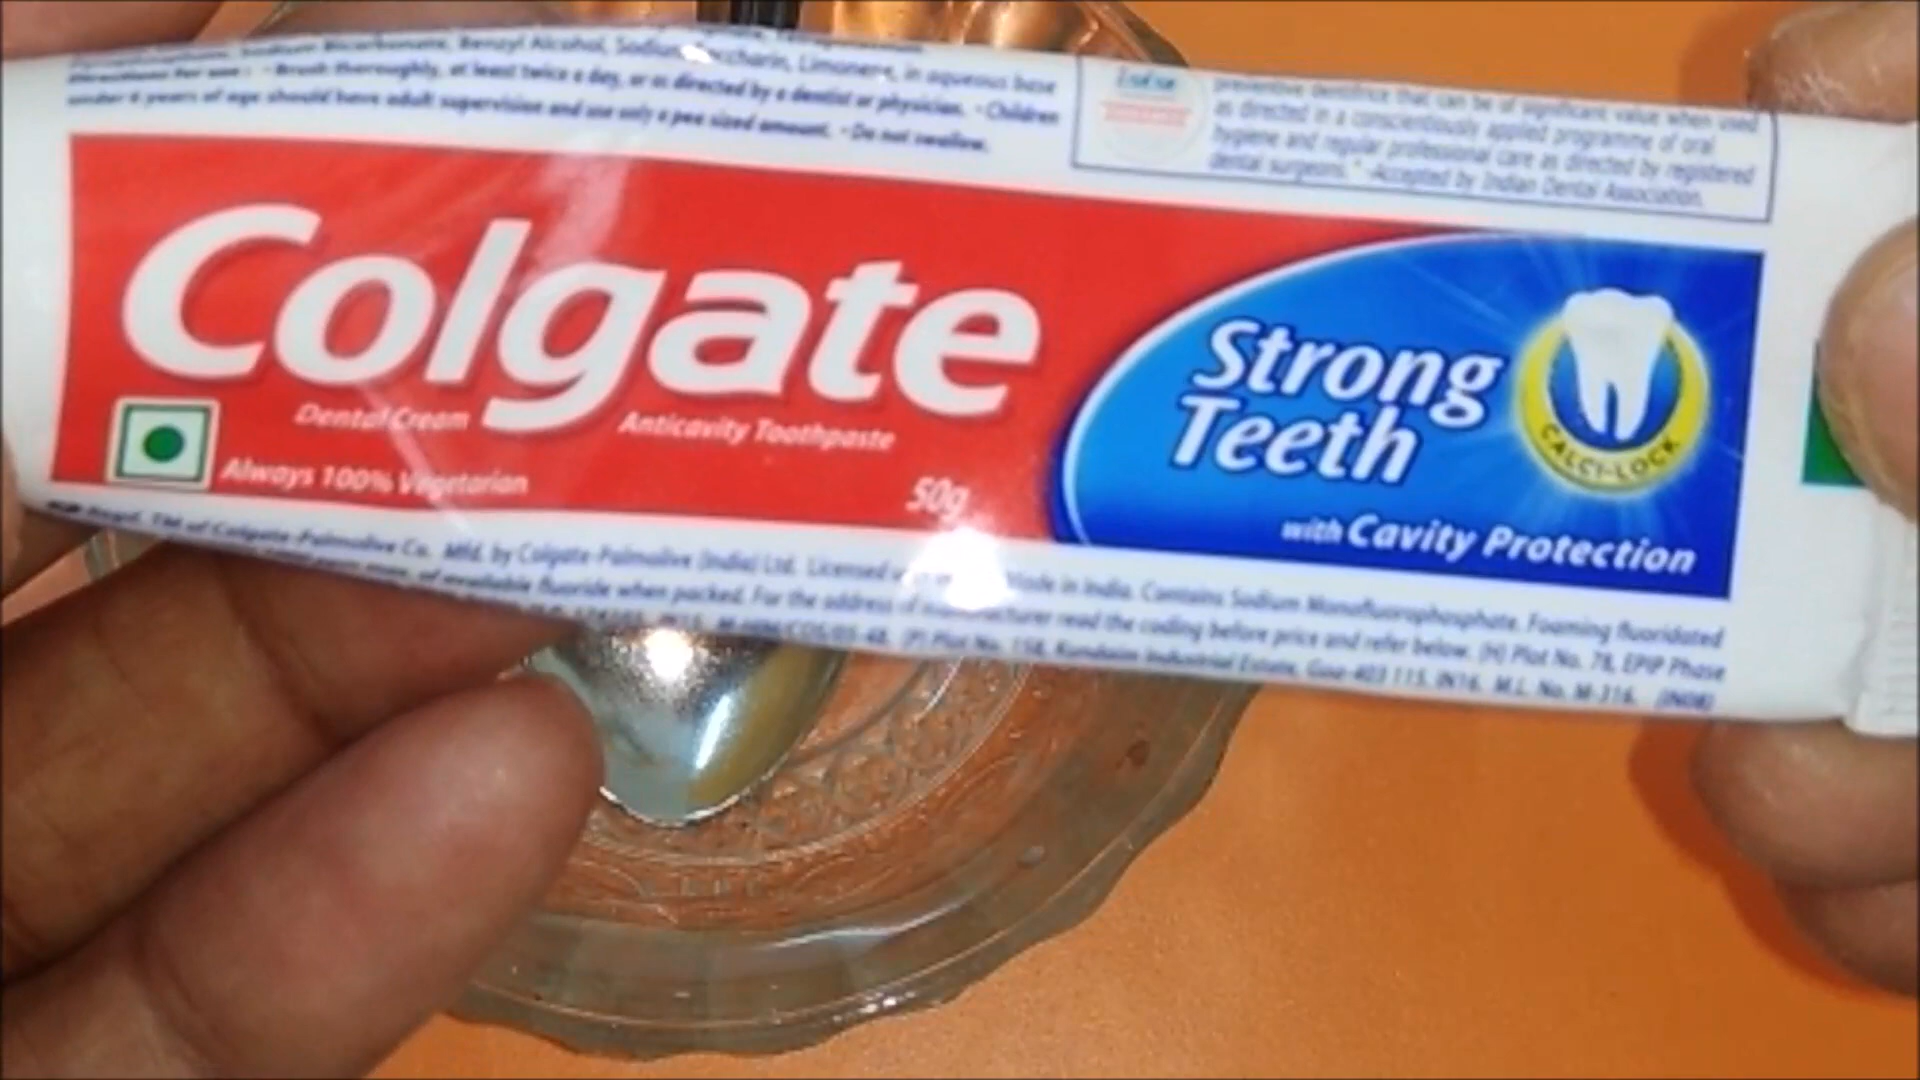 Sodium Bicarbonate, Benzyl Alcohol, Sodium Saccharin, Limonene, in aqueous base
Directions for use: • Brush thoroughly, at least twice a day, or as directed by a dentist or physician. • Children
under 6 years of age should have adult supervision and use only a pea sized amount. • Do not swallow.
preventive dentifrice that can be of significant value when used
as directed in a conscientiously applied programme of oral
hygiene and regular professional care as directed by registered
dental surgeons." -Accepted by Indian Dental Association.
Colgate
Dental Cream
Anticavity Toothpaste
Always 100% Vegetarian
50g
Strong
Teeth
CALCI-LOCK
with Cavity Protection
Regd. TM of Colgate-Palmolive Co. Mfd. by Colgate-Palmolive (India) Ltd. Licensed Made in India. Contains Sodium Monofluorophosphate. Foaming fluoridated
of available fluoride when packed. For the address of manufacturer read the coding before price and refer below. (H) Plot No. 78, EPIP Phase
(P) Plot No. 158, Kundaim Industrial Estate, Goa-403 115. IN16. M.L. No. M-316.